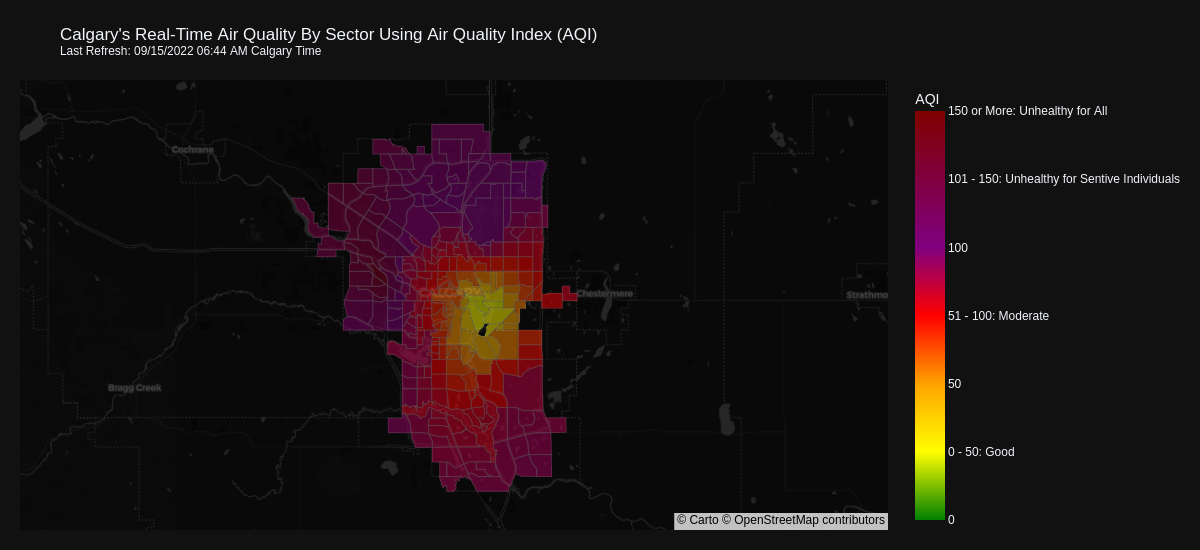 Calgary's Real-Time Air Quality By Sector Using Air Quality Index (AQI)
Last Refresh: 09/15/2022 06:44 AM Calgary Time
AQI
150 or More: Unhealthy for All
Cochrane
101 - 150: Unhealthy for Sentive Individuals
100
CALGARY
Chestermere
Strathmo
51 - 100: Moderate
50
Bragg Creek
0 - 50: Good
0
© Carto © OpenStreetMap contributors